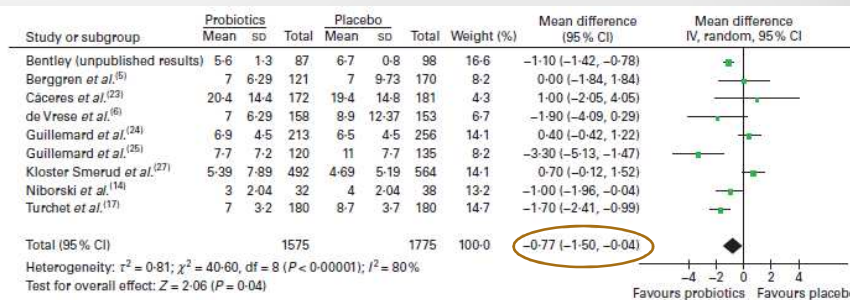 Probiotics Placebo Mean difference Mean difference
Study or subgroup Mean SD Total Mean SD Total Weight (%) (95% CI) IV, random, 95% CI
Bentley (unpublished results) 5·6 1·3 87 6·7 0·8 98 16·6 −1·10 (−1·42, −0·78)
Berggren et al.(5) 7 6·29 121 7 9·73 170 8·2 0·00 (−1·84, 1·84)
Cáceres et al.(23) 20·4 14·4 172 19·4 14·8 181 4·3 1·00 (−2·05, 4·05)
de Vrese et al.(6) 7 6·29 158 8·9 12·37 153 6·7 −1·90 (−4·09, 0·29)
Guillemard et al.(24) 6·9 4·5 213 6·5 4·5 256 14·1 0·40 (−0·42, 1·22)
Guillemard et al.(25) 7·7 7·2 120 11 7·7 135 8·2 −3·30 (−5·13, −1·47)
Kloster Smerud et al.(27) 5·39 7·89 492 4·69 5·19 564 14·1 0·70 (−0·12, 1·52)
Niborski et al.(14) 3 2·04 32 4 2·04 38 13·2 −1·00 (−1·96, −0·04)
Turchet et al.(17) 7 3·2 180 8·7 3·7 180 14·7 −1·70 (−2·41, −0·99)
Total (95% CI) 1575 1775 100·0 −0·77 (−1·50, −0·04)
Heterogeneity: τ² = 0·81; χ² = 40·60, df = 8 (P < 0·00001); I² = 80%
Test for overall effect: Z = 2·06 (P = 0·04)
−4 −2 0 2 4
Favours probiotics Favours placebo